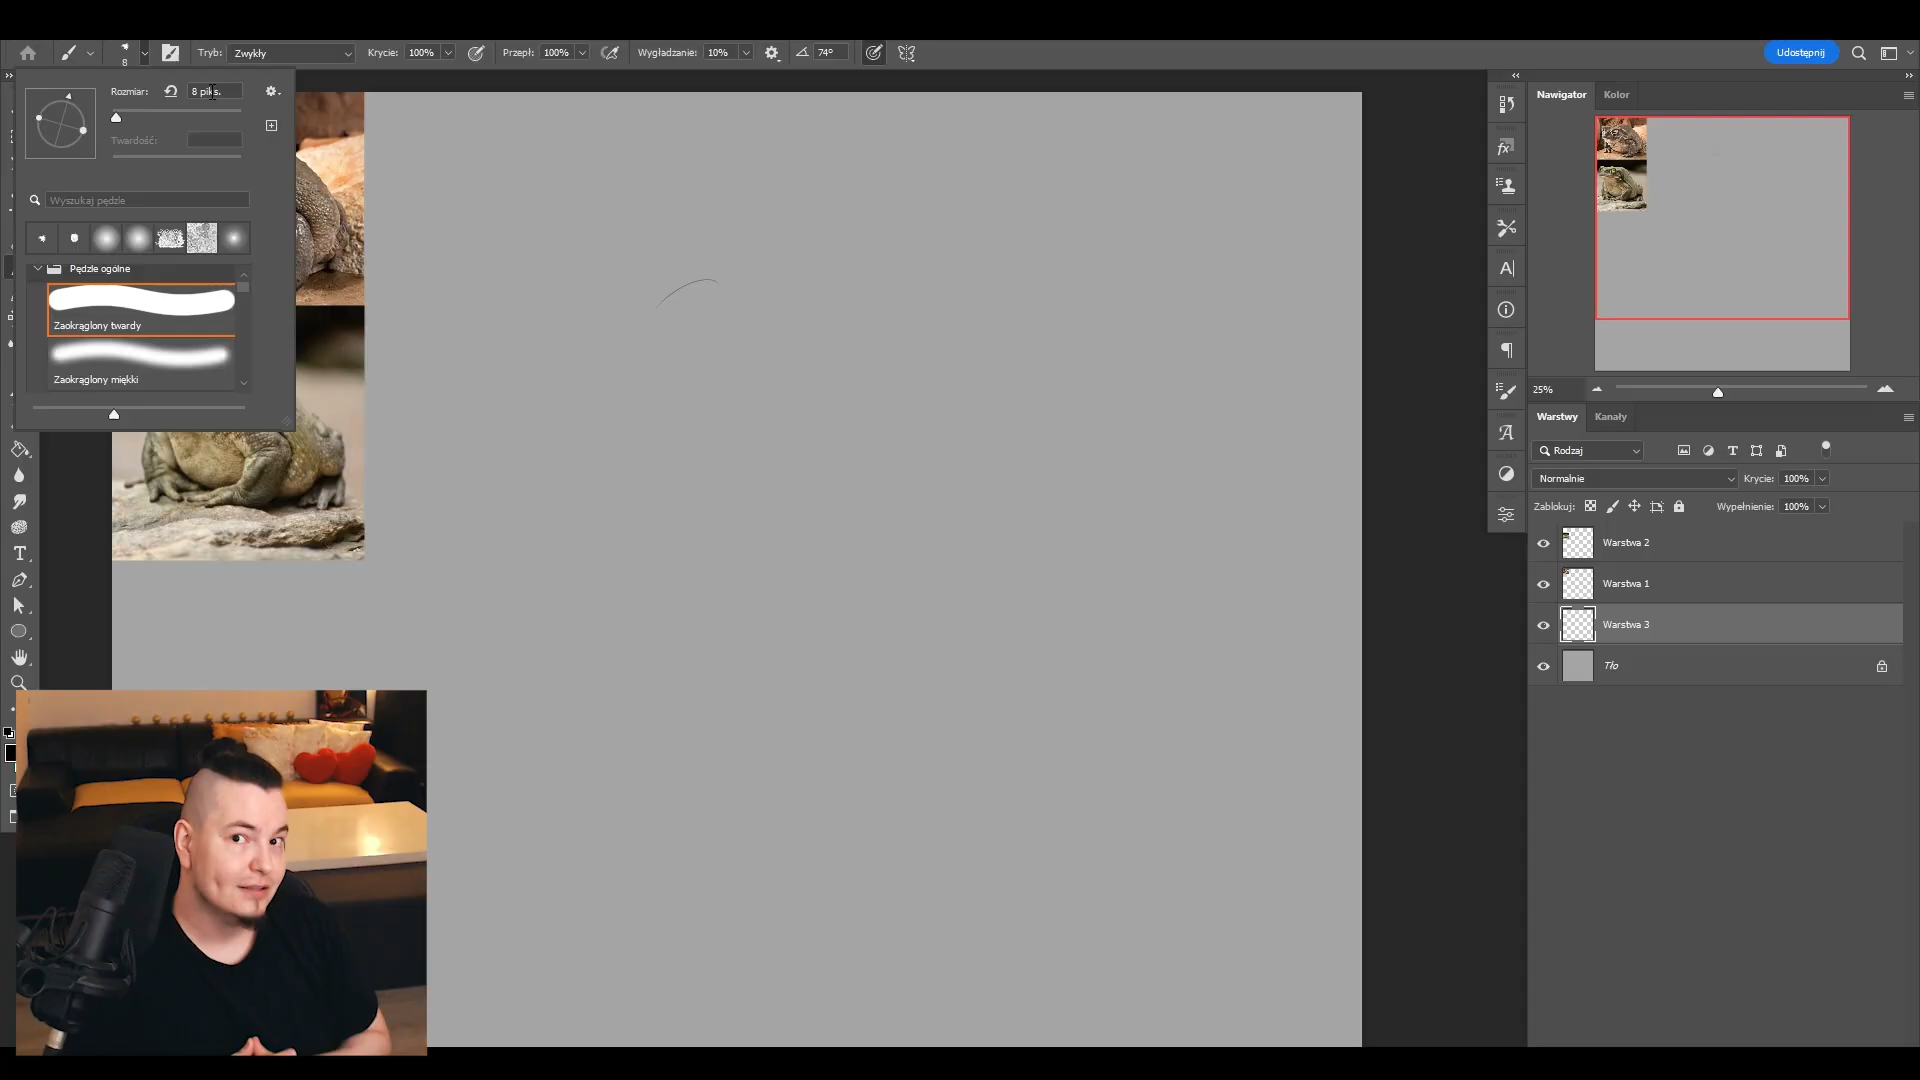 Tryb: Zwykły Krycie: 100% Przepł: 100% Wygładzanie: 10% 74° Udostępnij
8
Rozmiar: 8 piks.
Twardość:
Wyszukaj pędzle
Pędzle ogólne
Zaokrąglony twardy
Zaokrąglony miękki
Nawigator Kolor
25%
Warstwy Kanały
Rodzaj
Normalnie Krycie: 100%
Zablokuj: Wypełnienie: 100%
Warstwa 2
Warstwa 1
Warstwa 3
Tło